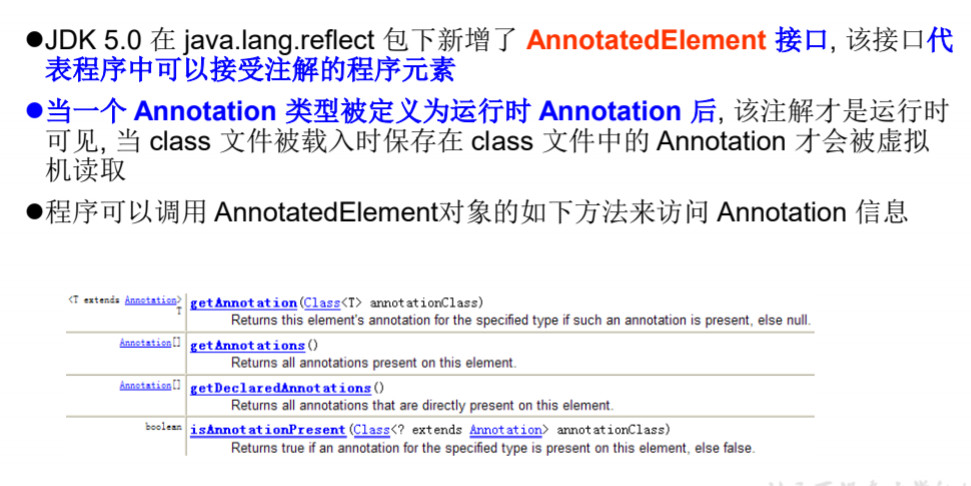 ●JDK 5.0 在 java.lang.reflect 包下新增了 AnnotatedElement 接口, 该接口代
表程序中可以接受注解的程序元素
●当一个 Annotation 类型被定义为运行时 Annotation 后, 该注解才是运行时
可见, 当 class 文件被载入时保存在 class 文件中的 Annotation 才会被虚拟
机读取
●程序可以调用 AnnotatedElement对象的如下方法来访问 Annotation 信息
<T extends Annotation>
T
getAnnotation(Class<T> annotationClass)
Returns this element's annotation for the specified type if such an annotation is present, else null.
Annotation[] getAnnotations()
Returns all annotations present on this element.
Annotation[] getDeclaredAnnotations()
Returns all annotations that are directly present on this element.
boolean isAnnotationPresent(Class<? extends Annotation> annotationClass)
Returns true if an annotation for the specified type is present on this element, else false.